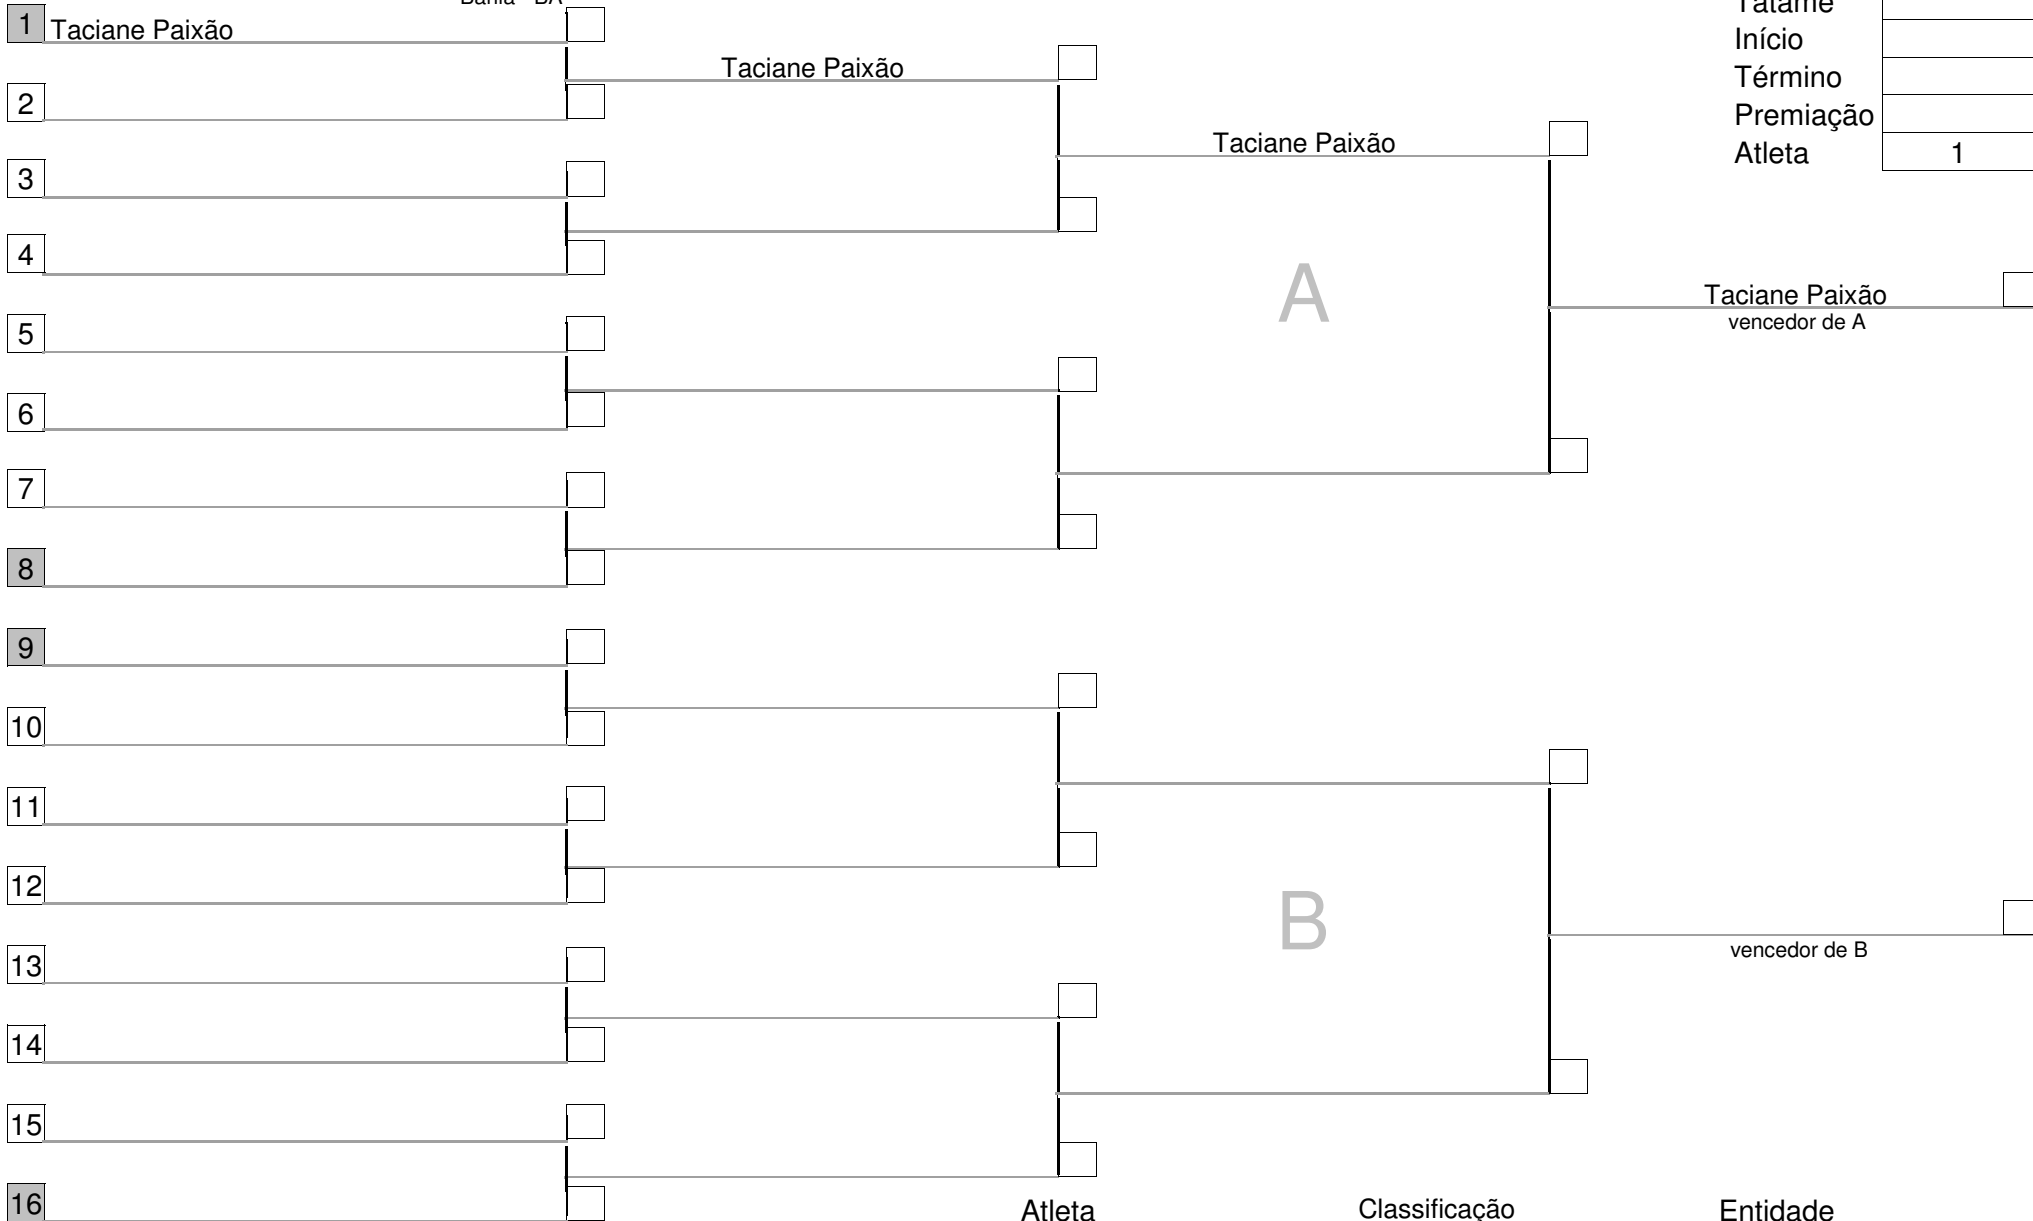 Bahia - BA
1 Taciane Paixão
Tatame
Início
Taciane Paixão
Término
2
Premiação
Taciane Paixão
Atleta 1
3
4
A
Taciane Paixão
vencedor de A
5
6
7
8
9
10
11
12
B
vencedor de B
13
14
15
16
Atleta Classificação Entidade